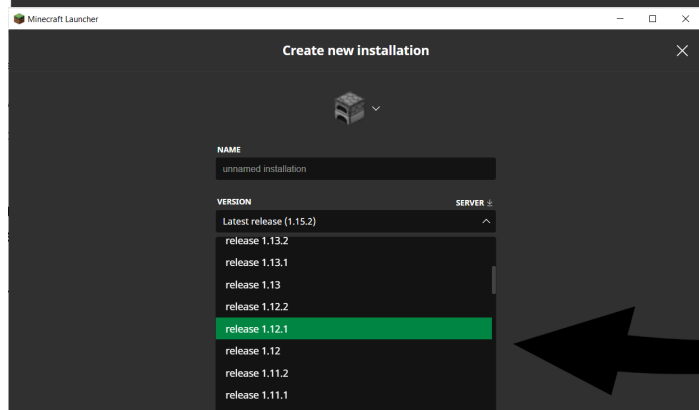 Minecraft Launcher
Create new installation
NAME
unnamed installation
VERSION
SERVER
Latest release (1.15.2)
release 1.13.2
release 1.13.1
release 1.13
release 1.12.2
release 1.12.1
release 1.12
release 1.11.2
release 1.11.1